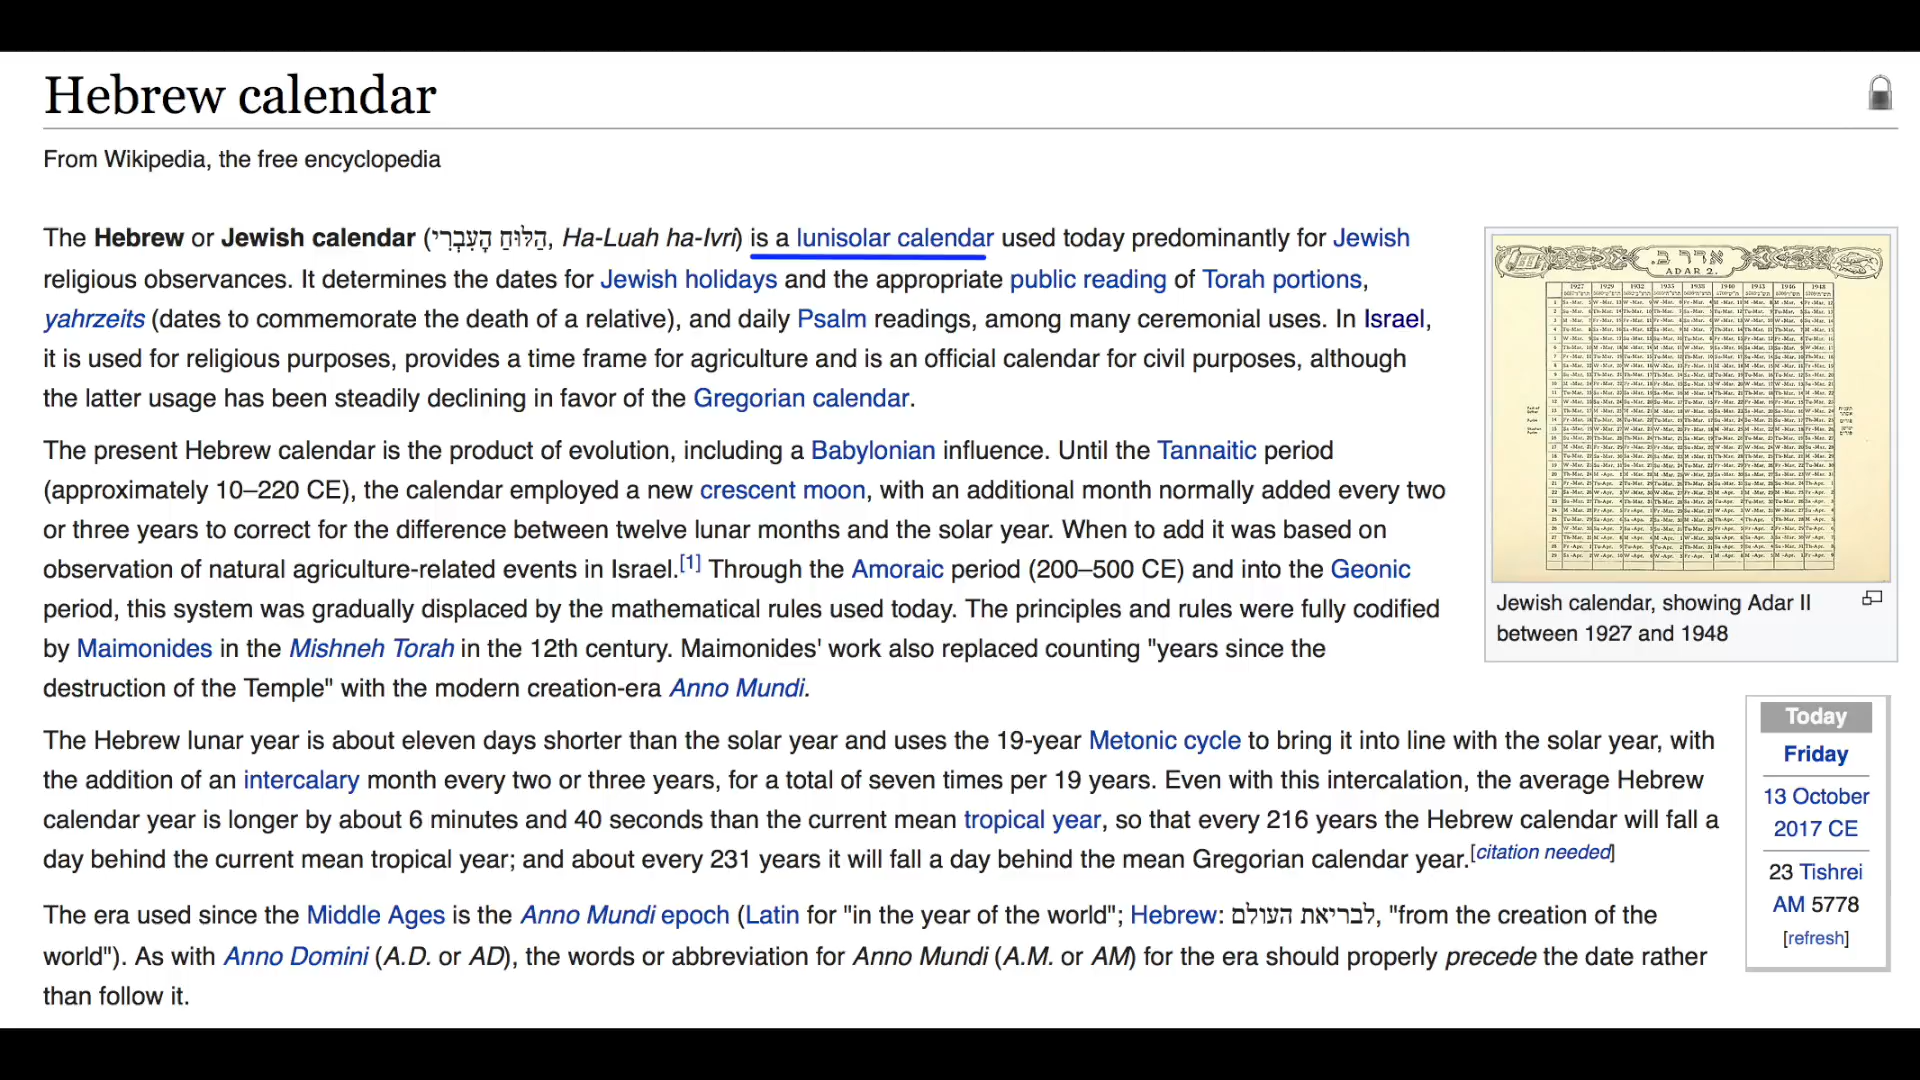 Hebrew calendar
From Wikipedia, the free encyclopedia
The Hebrew or Jewish calendar (הַלּוּחַ הָעִבְרִי, Ha-Luah ha-Ivri) is a lunisolar calendar used today predominantly for Jewish
religious observances. It determines the dates for Jewish holidays and the appropriate public reading of Torah portions,
yahrzeits (dates to commemorate the death of a relative), and daily Psalm readings, among many ceremonial uses. In Israel,
it is used for religious purposes, provides a time frame for agriculture and is an official calendar for civil purposes, although
the latter usage has been steadily declining in favor of the Gregorian calendar.
The present Hebrew calendar is the product of evolution, including a Babylonian influence. Until the Tannaitic period
(approximately 10–220 CE), the calendar employed a new crescent moon, with an additional month normally added every two
or three years to correct for the difference between twelve lunar months and the solar year. When to add it was based on
observation of natural agriculture-related events in Israel.[1] Through the Amoraic period (200–500 CE) and into the Geonic
period, this system was gradually displaced by the mathematical rules used today. The principles and rules were fully codified
by Maimonides in the Mishneh Torah in the 12th century. Maimonides' work also replaced counting "years since the
destruction of the Temple" with the modern creation-era Anno Mundi.
The Hebrew lunar year is about eleven days shorter than the solar year and uses the 19-year Metonic cycle to bring it into line with the solar year, with
the addition of an intercalary month every two or three years, for a total of seven times per 19 years. Even with this intercalation, the average Hebrew
calendar year is longer by about 6 minutes and 40 seconds than the current mean tropical year, so that every 216 years the Hebrew calendar will fall a
day behind the current mean tropical year; and about every 231 years it will fall a day behind the mean Gregorian calendar year.[citation needed]
The era used since the Middle Ages is the Anno Mundi epoch (Latin for "in the year of the world"; Hebrew: לבריאת העולם, "from the creation of the
world"). As with Anno Domini (A.D. or AD), the words or abbreviation for Anno Mundi (A.M. or AM) for the era should properly precede the date rather
than follow it.
אדר ב.
ADAR 2.
1927 1929 1932 1935 1938 1940 1943 1946 1948
Jewish calendar, showing Adar II
between 1927 and 1948
Today
Friday
13 October
2017 CE
23 Tishrei
AM 5778
[refresh]